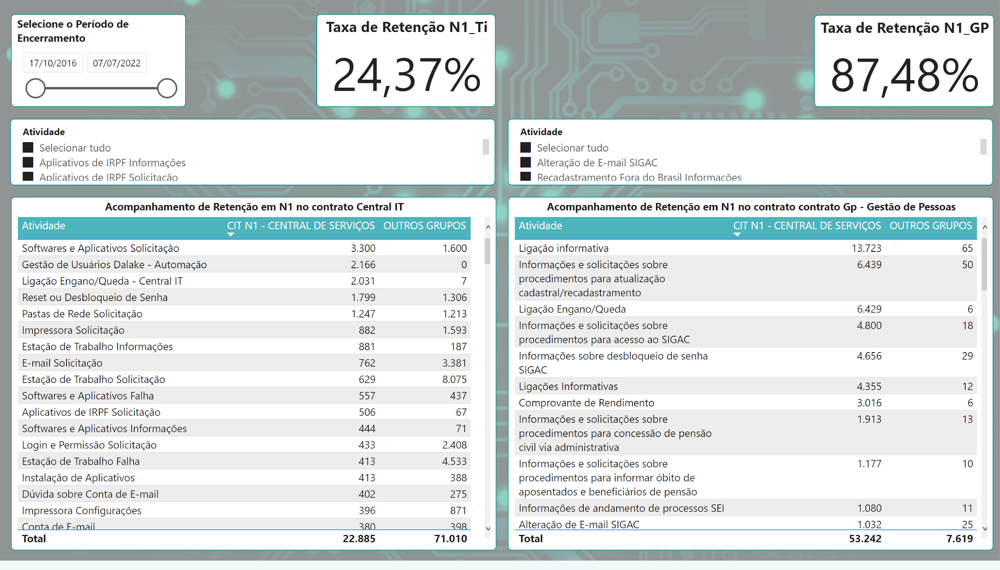 Selecione o Período de
Encerramento
17/10/2016 07/07/2022
Taxa de Retenção N1_Ti
24,37%
Taxa de Retenção N1_GP
87,48%
Atividade
Selecionar tudo
Aplicativos de IRPF Informações
Aplicativos de IRPF Solicitação
Atividade
Selecionar tudo
Alteração de E-mail SIGAC
Recadastramento Fora do Brasil Informações
Acompanhamento de Retenção em N1 no contrato Central IT
Atividade CIT N1 - CENTRAL DE SERVIÇOS OUTROS GRUPOS
Softwares e Aplicativos Solicitação 3.300 1.600
Gestão de Usuários Dalake - Automação 2.166 0
Ligação Engano/Queda - Central IT 2.031 7
Reset ou Desbloqueio de Senha 1.799 1.306
Pastas de Rede Solicitação 1.247 1.213
Impressora Solicitação 882 1.593
Estação de Trabalho Informações 881 187
E-mail Solicitação 762 3.381
Estação de Trabalho Solicitação 629 8.075
Softwares e Aplicativos Falha 557 437
Aplicativos de IRPF Solicitação 506 67
Softwares e Aplicativos Informações 444 71
Login e Permissão Solicitação 433 2.408
Estação de Trabalho Falha 413 4.533
Instalação de Aplicativos 413 388
Dúvida sobre Conta de E-mail 402 275
Impressora Configurações 396 871
Conta de E-mail 380 398
Total 22.885 71.010
Acompanhamento de Retenção em N1 no contrato contrato Gp - Gestão de Pessoas
Atividade CIT N1 - CENTRAL DE SERVIÇOS OUTROS GRUPOS
Ligação informativa 13.723 65
Informações e solicitações sobre 6.439 50
procedimentos para atualização
cadastral/recadastramento
Ligação Engano/Queda 6.429 6
Informações e solicitações sobre 4.800 18
procedimentos para acesso ao SIGAC
Informações sobre desbloqueio de senha 4.656 29
SIGAC
Ligações Informativas 4.355 12
Comprovante de Rendimento 3.016 6
Informações e solicitações sobre 1.913 13
procedimentos para concessão de pensão
civil via administrativa
Informações e solicitações sobre 1.177 10
procedimentos para informar óbito de
aposentados e beneficiários de pensão
Informações de andamento de processos SEI 1.080 11
Alteração de E-mail SIGAC 1.032 25
Total 53.242 7.619